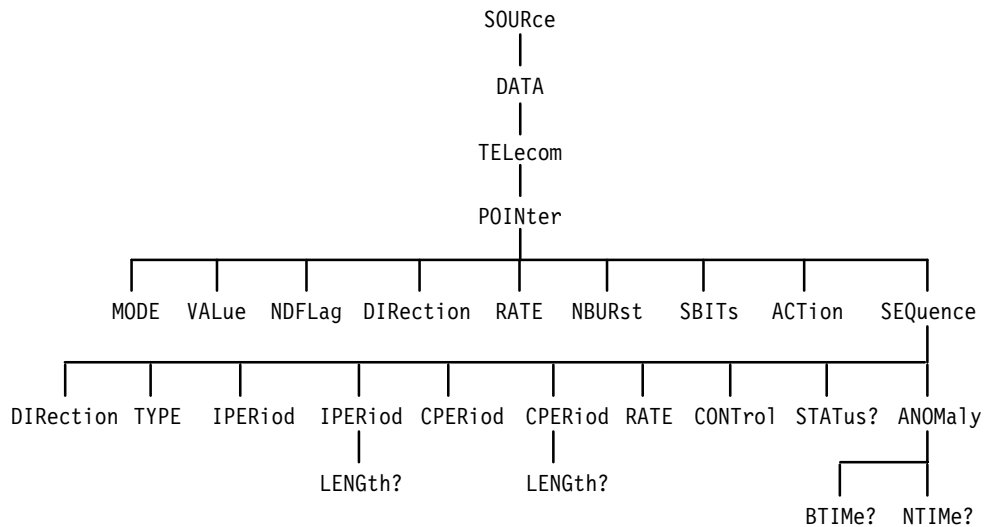 SOURce
DATA
TELecom
POINter
MODE VALue NDFLag DIRection RATE NBURst SBITs ACTion SEQuence
DIRection TYPE IPERiod IPERiod CPERiod CPERiod RATE CONTrol STATus? ANOMaly
LENGth? LENGth?
BTIMe? NTIMe?